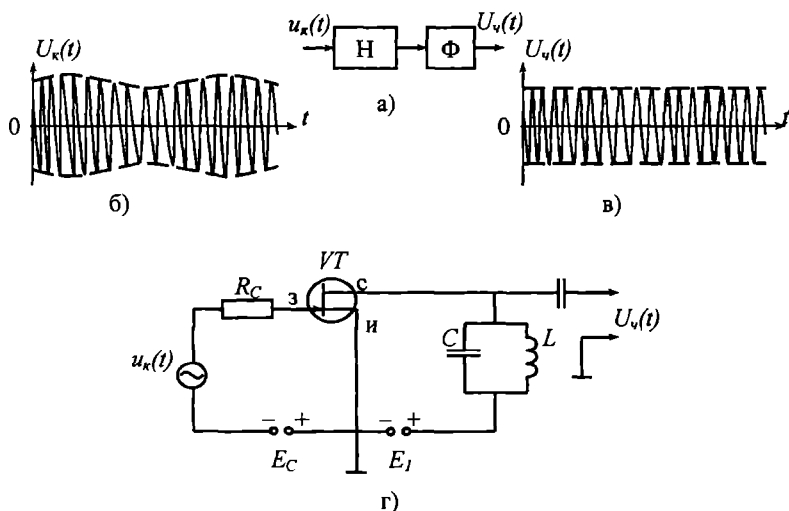 uк(t) Uч(t)
Н Ф
а)
Uк(t)
0 t
б)
Uч(t)
0 t
в)
VT
RC з с
и
uк(t)
C L
Uч(t)
− + − +
EC E1
г)